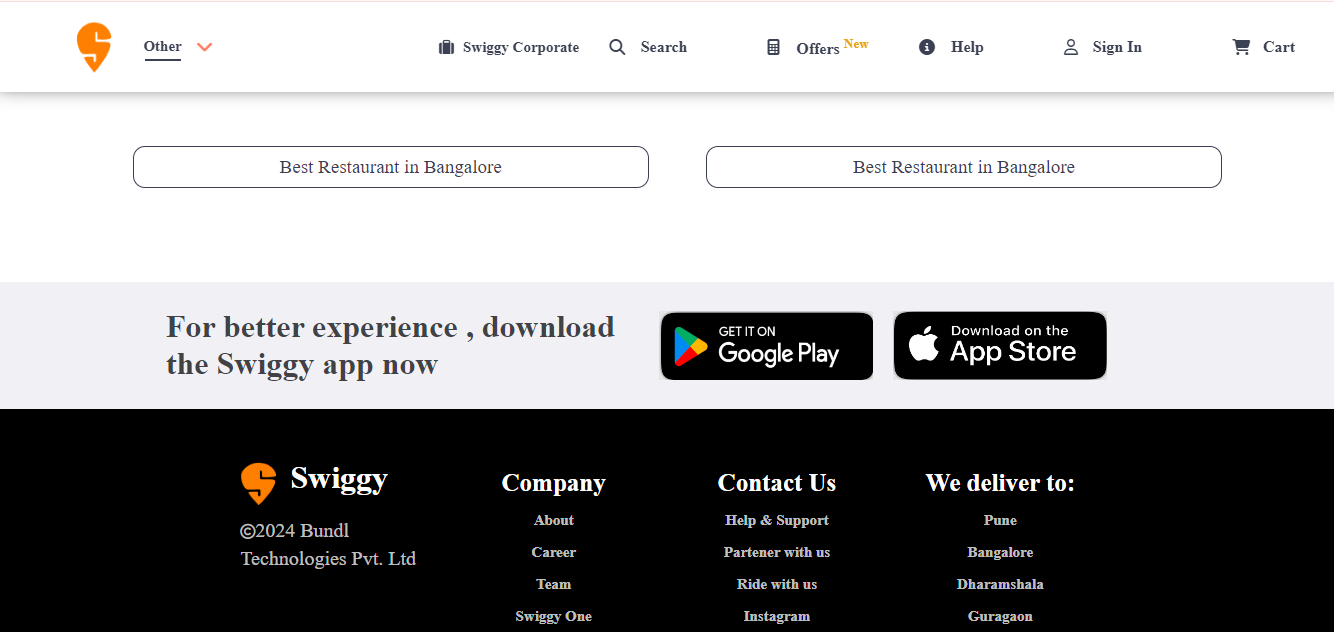 Other
Swiggy Corporate
Search
Offers New
Help
Sign In
Cart
Best Restaurant in Bangalore
Best Restaurant in Bangalore
For better experience , download
the Swiggy app now
GET IT ON
Google Play
Download on the
App Store
Swiggy
©2024 Bundl
Technologies Pvt. Ltd
Company
About
Career
Team
Swiggy One
Contact Us
Help & Support
Partener with us
Ride with us
Instagram
We deliver to:
Pune
Bangalore
Dharamshala
Guragaon